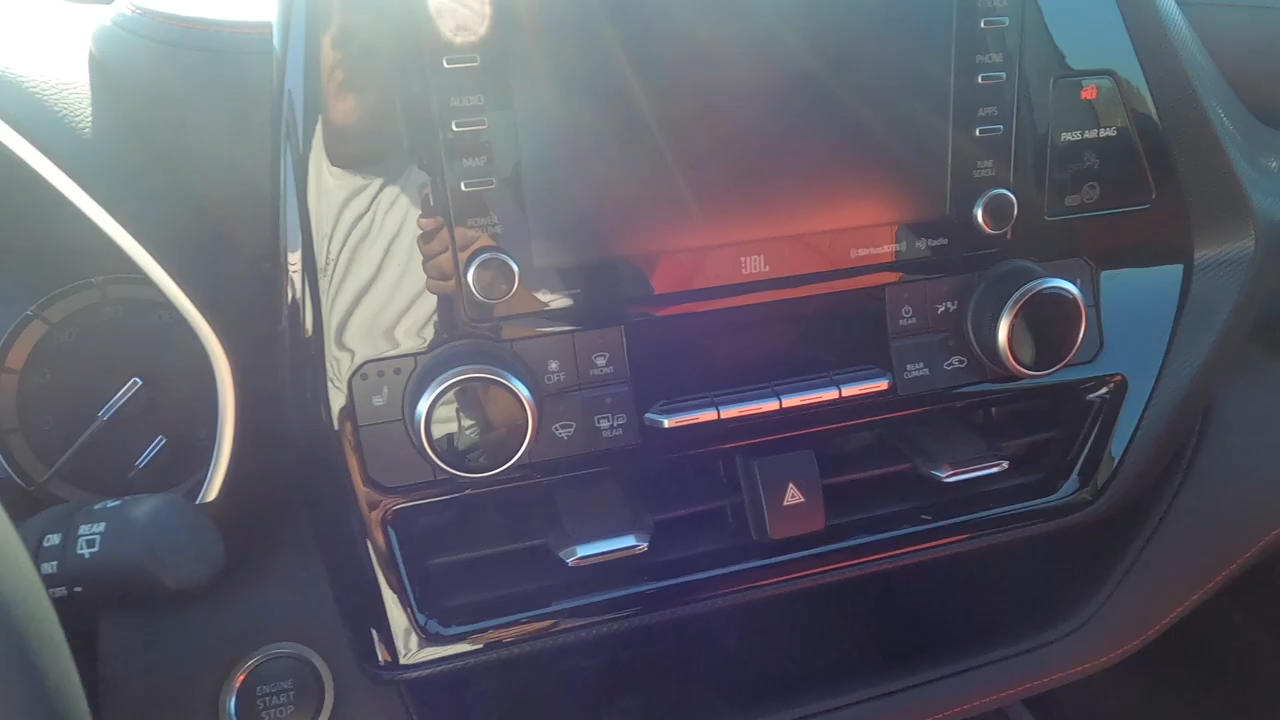 PHONE
AUDIO
APPS
PASS AIR BAG
MAP
TUNE
SCROLL
POWER
VOLUME
JBL
SiriusXM
HD Radio
REAR
OFF
FRONT
REAR
CLIMATE
REAR
ON
REAR
INT
ENGINE
START
STOP